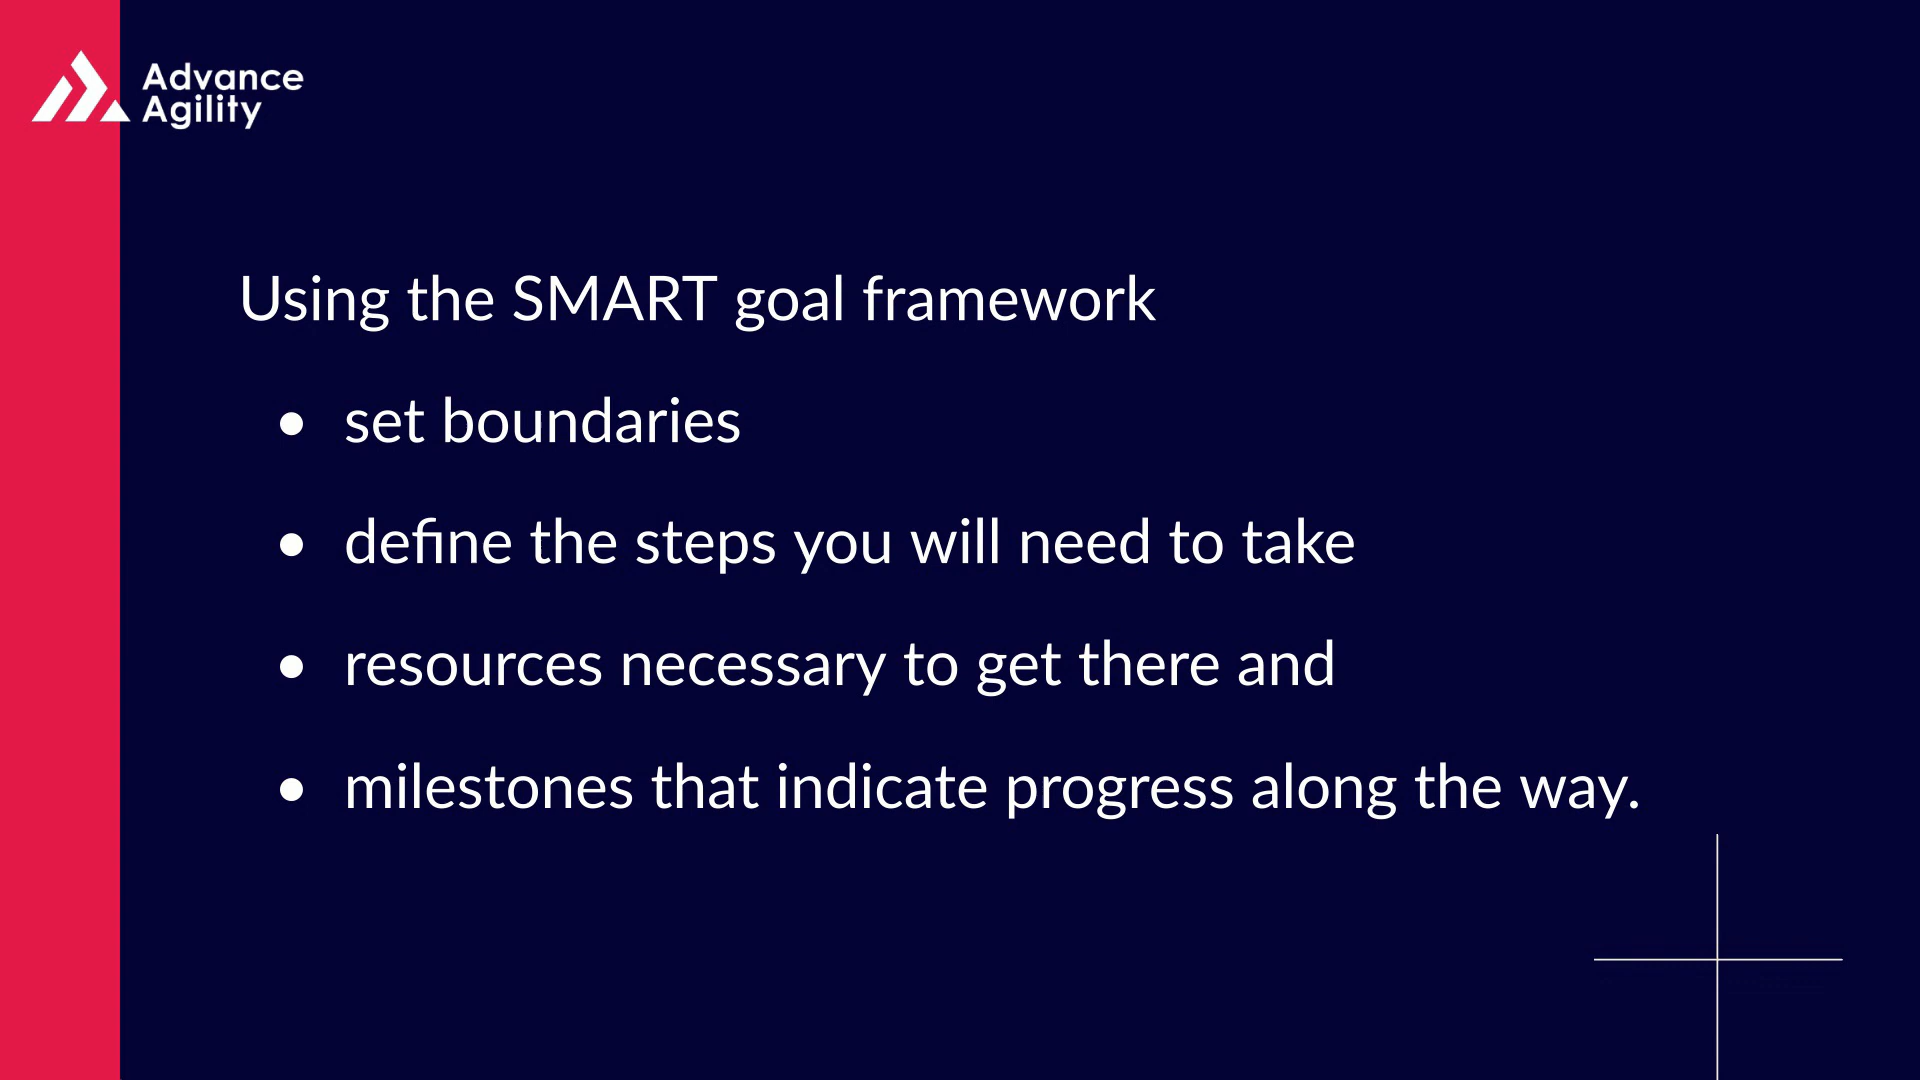 Advance
Agility
Using the SMART goal framework
● set boundaries
● define the steps you will need to take
● resources necessary to get there and
● milestones that indicate progress along the way.